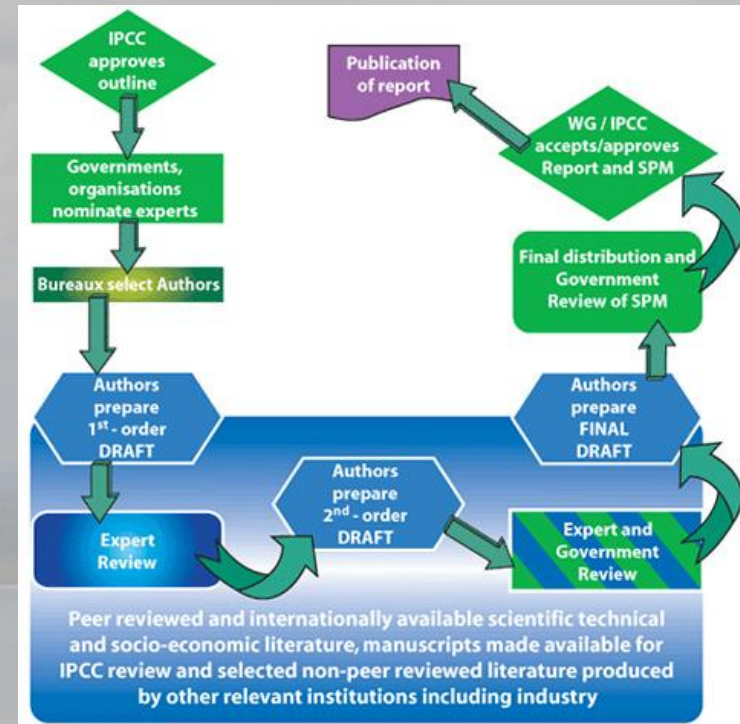 IPCC
approves
outline
Governments,
organisations
nominate experts
Bureaux select Authors
Authors
prepare
1st - order
DRAFT
Expert
Review
Authors
prepare
2nd - order
DRAFT
Expert and
Government
Review
Authors
prepare
FINAL
DRAFT
Final distribution and
Government
Review of SPM
WG / IPCC
accepts/approves
Report and SPM
Publication
of report
Peer reviewed and internationally available scientific technical
and socio-economic literature, manuscripts made available for
IPCC review and selected non-peer reviewed literature produced
by other relevant institutions including industry